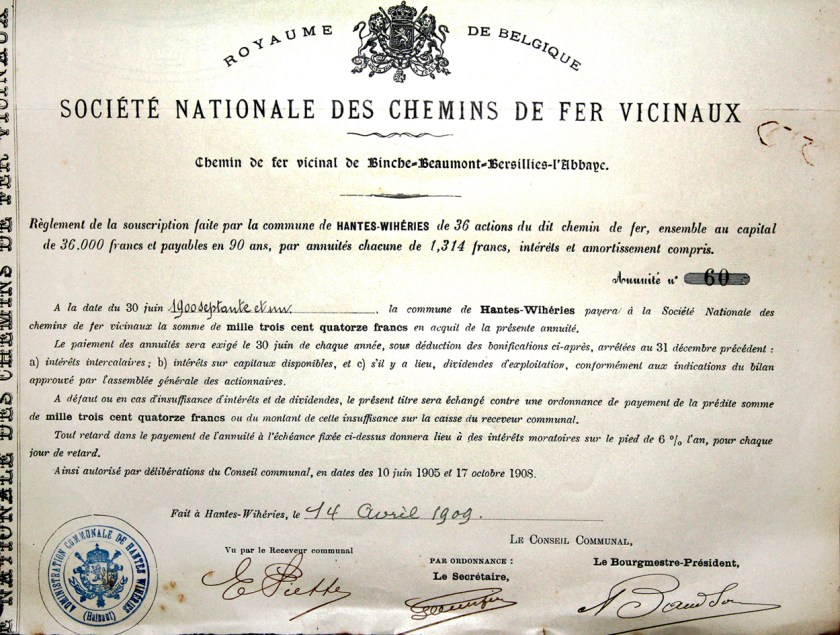 ROYAUME DE BELGIQUE
SOCIÉTÉ NATIONALE DES CHEMINS DE FER VICINAUX
Chemin de fer vicinal de Binche-Beaumont-Bersillies-l'Abbaye.
Règlement de la souscription faite par la commune de HANTES-WIHÉRIES de 36 actions du dit chemin de fer, ensemble au capital
de 36.000 francs et payables en 90 ans, par annuités chacune de 1,314 francs, intérêts et amortissement compris.
Annuité n° 60
A la date du 30 juin 1900 septante et un, la commune de Hantes-Wihéries payera à la Société Nationale des
chemins de fer vicinaux la somme de mille trois cent quatorze francs en acquit de la présente annuité.
Le paiement des annuités sera exigé le 30 juin de chaque année, sous déduction des bonifications ci-après, arrêtées au 31 décembre précédent :
a) intérêts intercalaires ; b) intérêts sur capitaux disponibles, et c) s'il y a lieu, dividendes d'exploitation, conformément aux indications du bilan
approuvé par l'assemblée générale des actionnaires.
A défaut ou en cas d'insuffisance d'intérêts et de dividendes, le présent titre sera échangé contre une ordonnance de payement de la prédite somme
de mille trois cent quatorze francs ou du montant de cette insuffisance sur la caisse du receveur communal.
Tout retard dans le payement de l'annuité à l'échéance fixée ci-dessus donnera lieu à des intérêts moratoires sur le pied de 6 % l'an, pour chaque
jour de retard.
Ainsi autorisé par délibérations du Conseil communal, en dates des 10 juin 1905 et 17 octobre 1908.
Fait à Hantes-Wihéries, le 14 Avril 1909.
LE CONSEIL COMMUNAL,
Vu par le Receveur communal
PAR ORDONNANCE :
Le Secrétaire,
Le Bourgmestre-Président,
E Piette
ADMINISTRATION COMMUNALE DE HANTES WIHÉRIES
(Hainaut)
NATIONALE DES CHEMINS DE FER VICINAUX